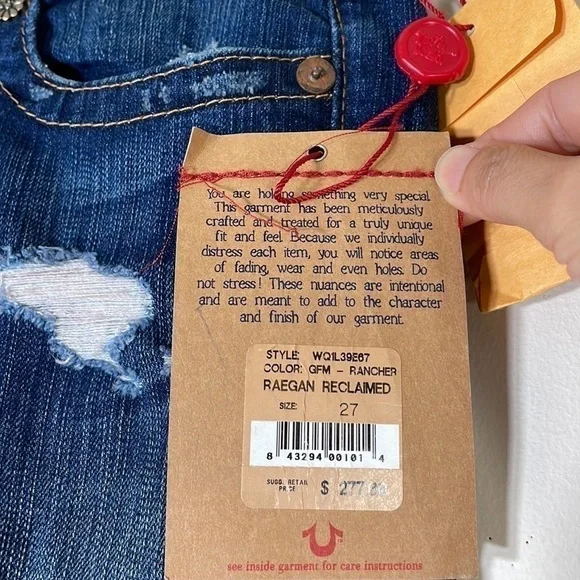 You are holding something very special.
This garment has been meticulously
crafted and treated for a truly unique
fit and feel. Because we individually
distress each item, you will notice areas
of fading, wear and even holes. Do
not stress! These nuances are intentional
and are meant to add to the character
and finish of our garment.
STYLE: WQ1L39E67
COLOR: GFM - RANCHER
RAEGAN RECLAIMED
SIZE: 27
8 43294 00101 4
SUGG. RETAIL
PRICE $ 277.00
see inside garment for care instructions